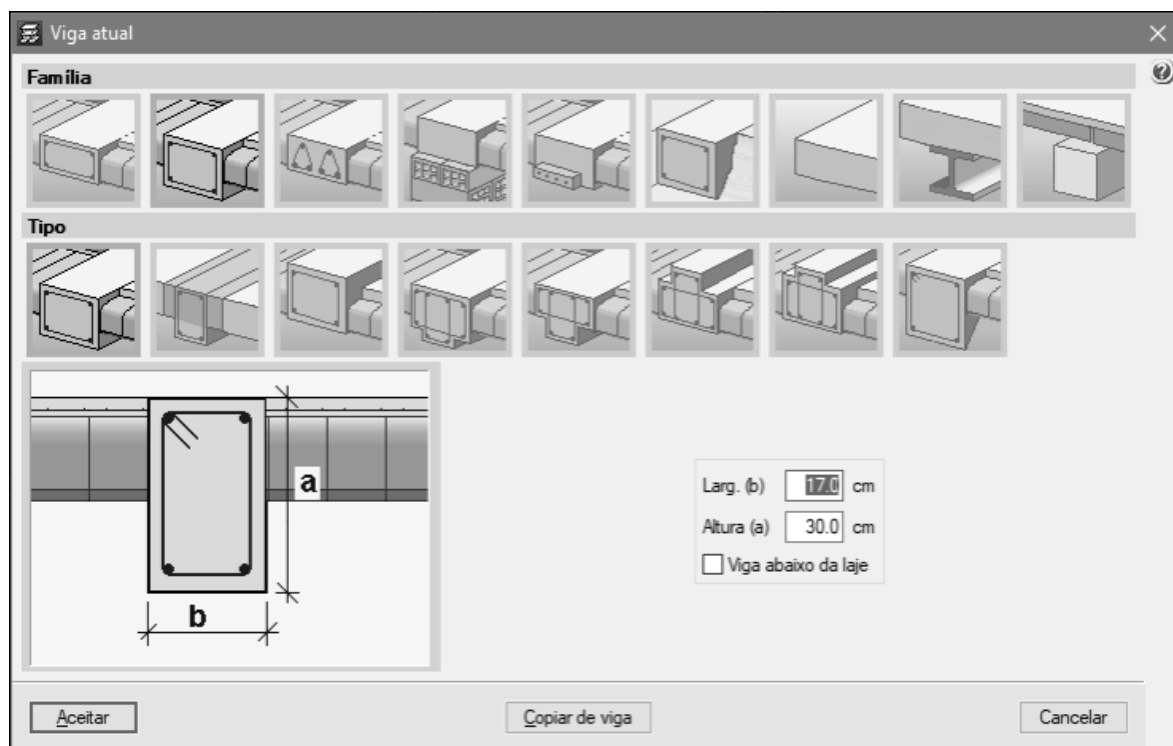 Viga atual
Família
Tipo
a
b
Larg. (b) 17.0 cm
Altura (a) 30.0 cm
Viga abaixo da laje
Aceitar
Copiar de viga
Cancelar